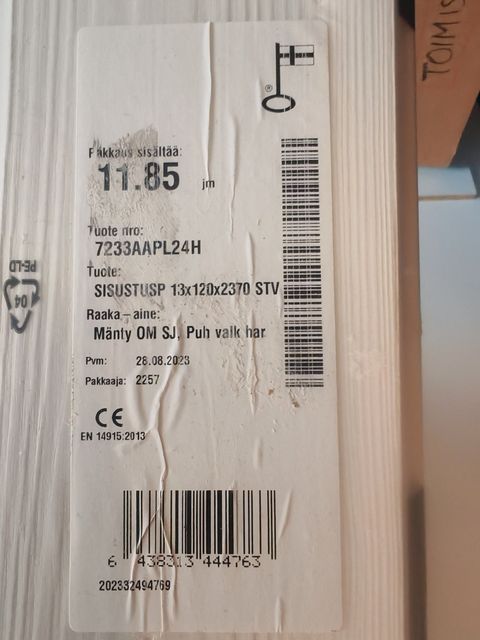 TOIMIS
®
Pakkaus sisältää:
11.85 jm
Tuote nro:
7233AAPL24H
Tuote:
SISUSTUSP 13x120x2370 STV
Raaka-aine:
Mänty OM SJ, Puh valk har
Pvm: 28.08.2023
Pakkaaja: 2257
CE
EN 14915:2013
04
PE-LD
6 438313 444763
202332494769